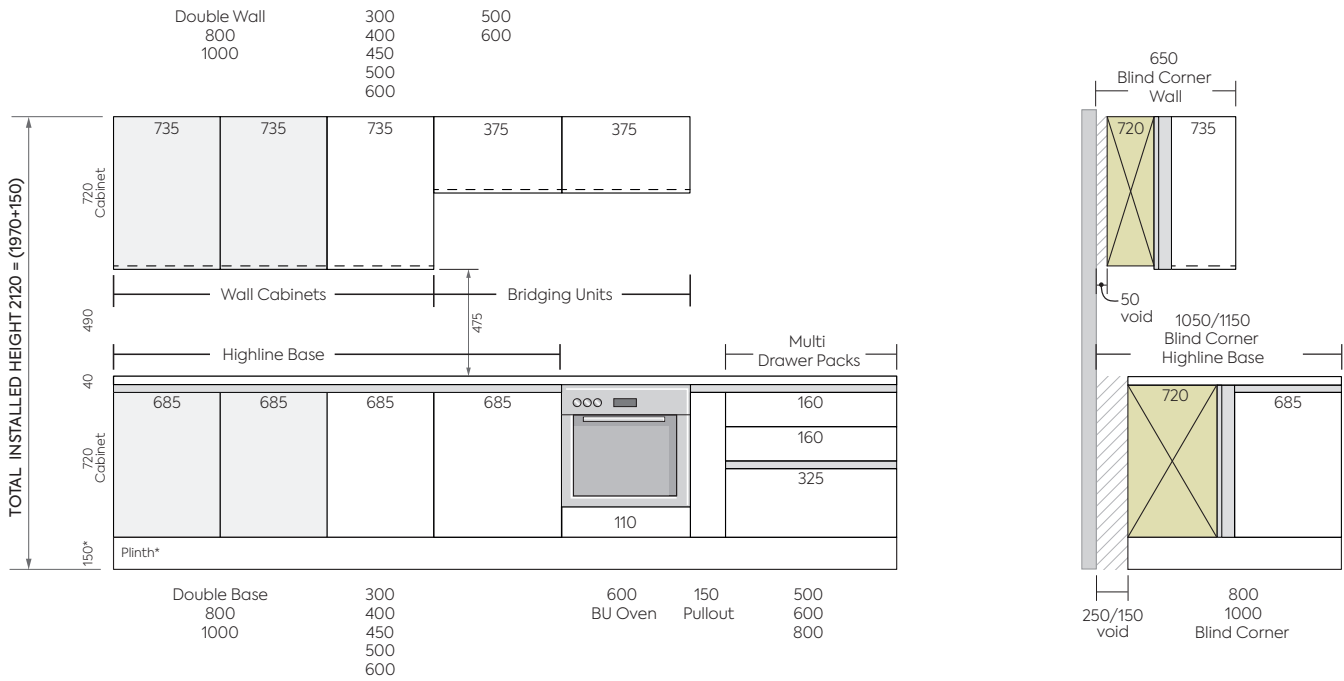 Double Wall
800
1000
300
400
450
500
600
500
600
TOTAL INSTALLED HEIGHT 2120 = (1970+150)
720
Cabinet
490
40
720
Cabinet
150*
735
735
735
375
375
Wall Cabinets
Bridging Units
475
Highline Base
Multi
Drawer Packs
685
685
685
685
110
160
160
325
Plinth*
Double Base
800
1000
300
400
450
500
600
600
BU Oven
150
Pullout
500
600
800
650
Blind Corner
Wall
720
735
50
void
1050/1150
Blind Corner
Highline Base
720
685
250/150
void
800
1000
Blind Corner